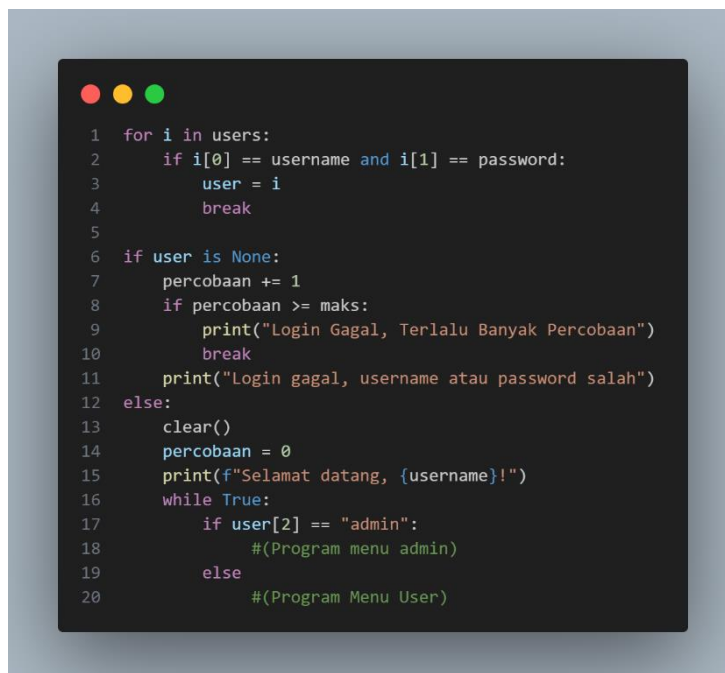 1 for i in users:
2     if i[0] == username and i[1] == password:
3         user = i
4         break
5
6 if user is None:
7     percobaan += 1
8     if percobaan >= maks:
9         print("Login Gagal, Terlalu Banyak Percobaan")
10         break
11     print("Login gagal, username atau password salah")
12 else:
13     clear()
14     percobaan = 0
15     print(f"Selamat datang, {username}!")
16     while True:
17         if user[2] == "admin":
18             #(Program menu admin)
19         else
20             #(Program Menu User)